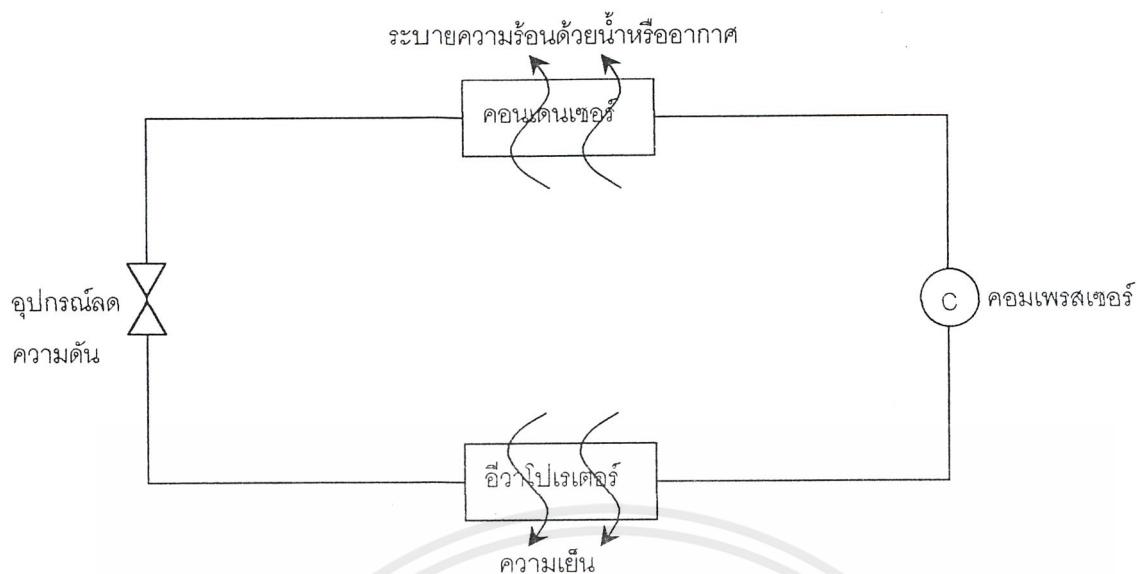 ระบายความร้อนด้วยน้ำหรืออากาศ
คอนเดนเซอร์
อุปกรณ์ลด
ความดัน
C
คอมเพรสเซอร์
อีวาโปเรเตอร์
ความเย็น